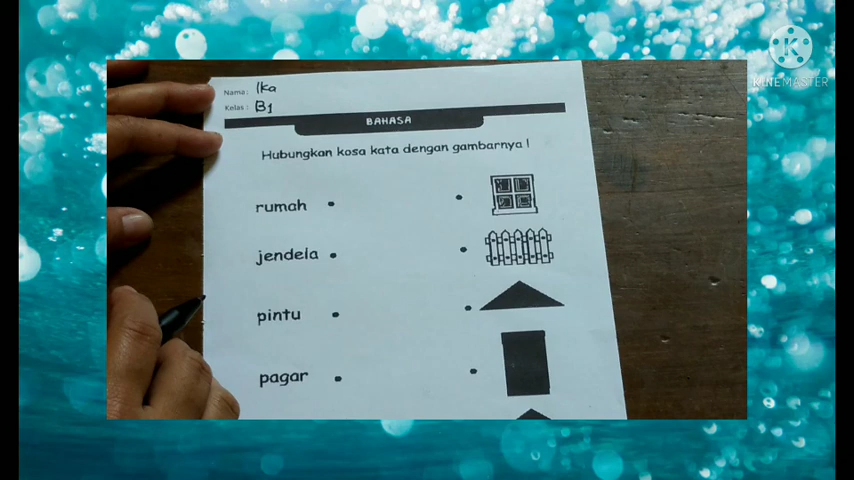 Nama : Ika
Kelas : B1
BAHASA
Hubungkan kosa kata dengan gambarnya !
rumah
jendela
pintu
pagar
KINEMASTER